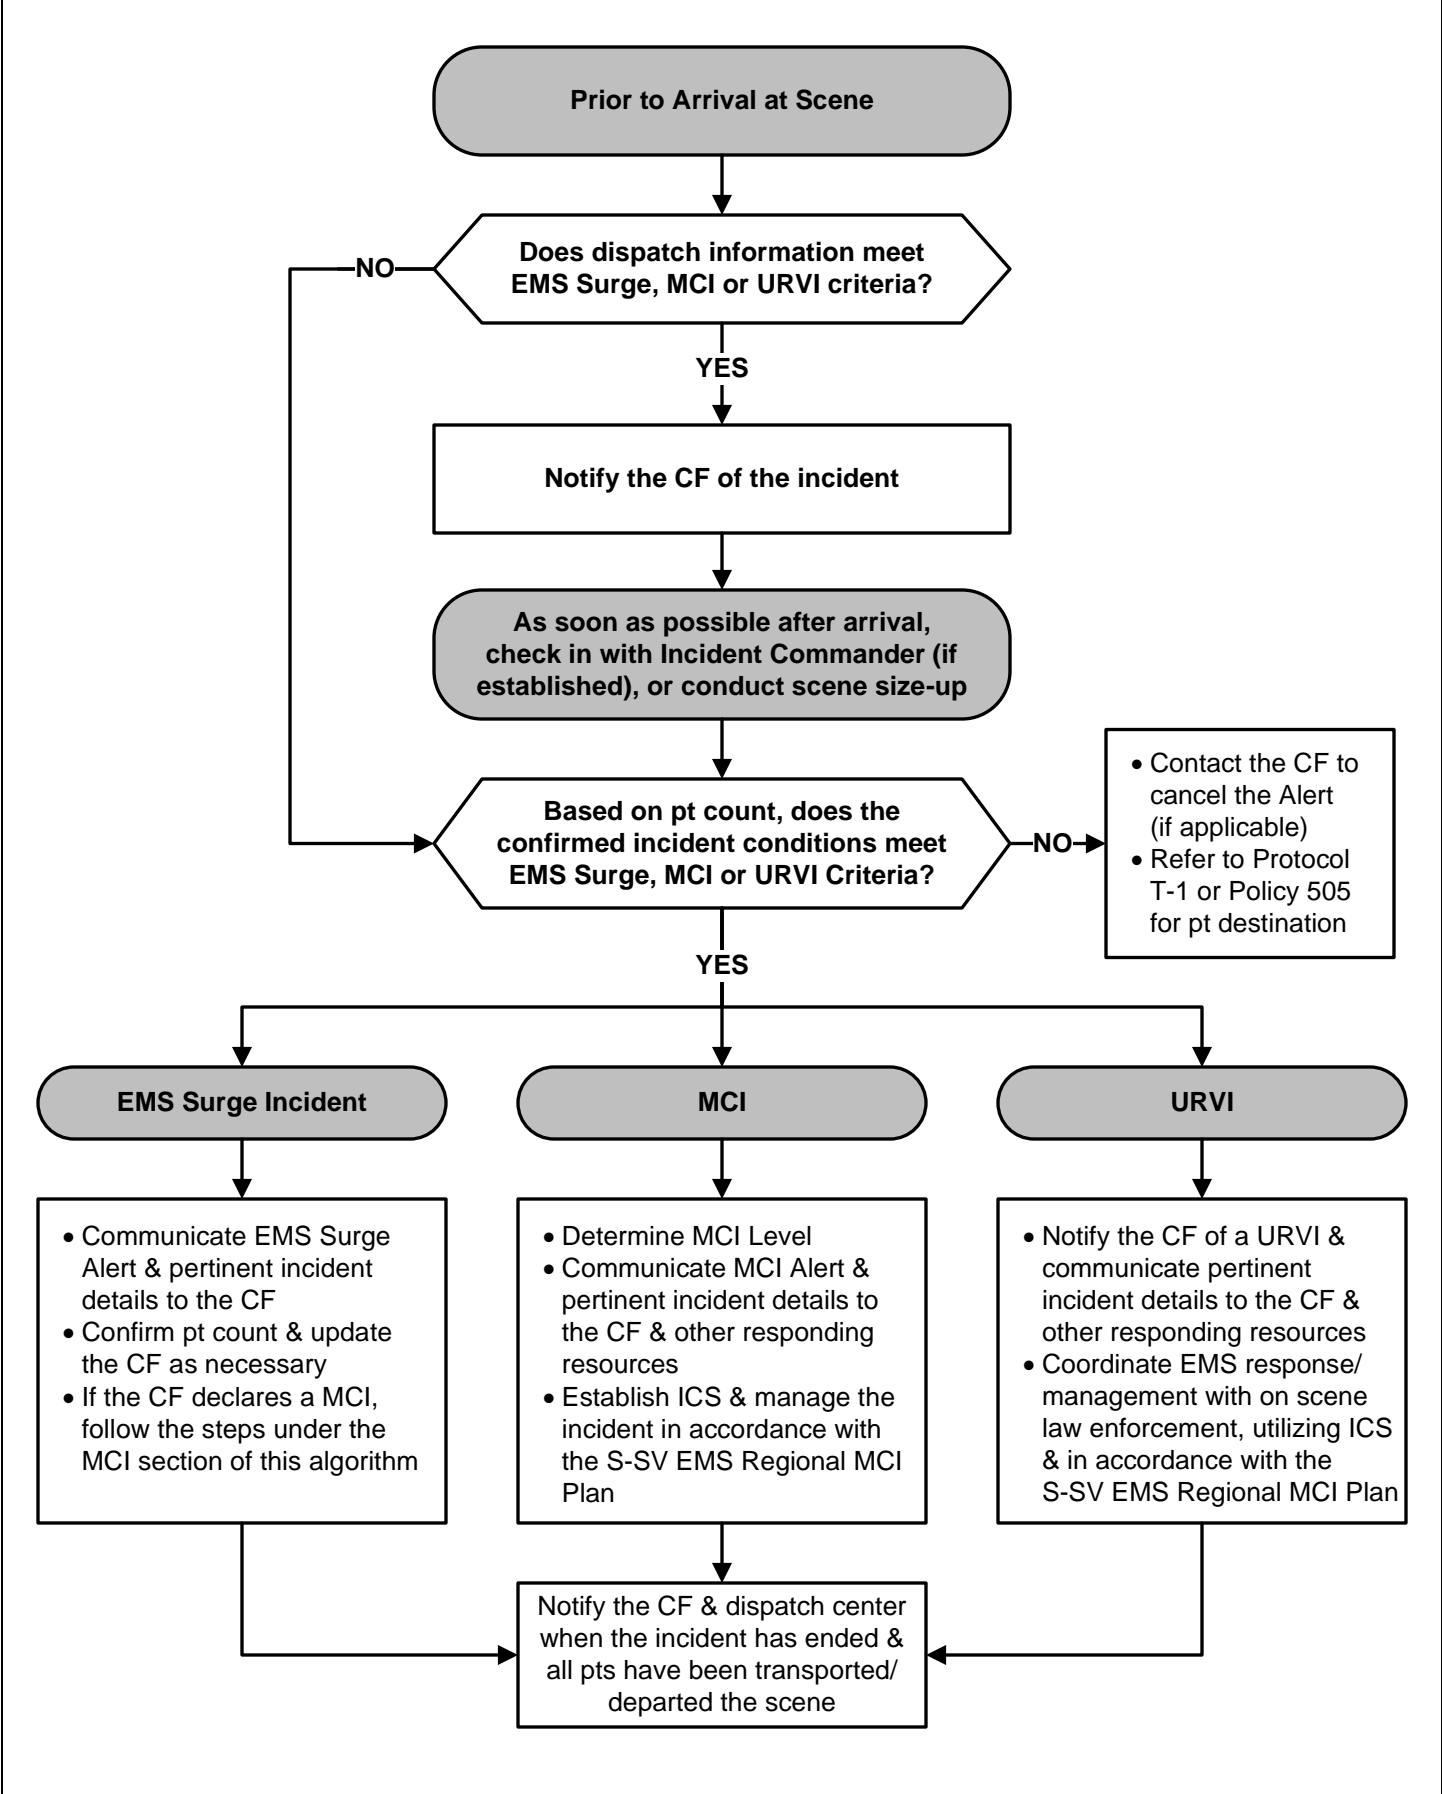 Prior to Arrival at Scene
Does dispatch information meet
EMS Surge, MCI or URVI criteria?
NO
YES
Notify the CF of the incident
As soon as possible after arrival,
check in with Incident Commander (if
established), or conduct scene size-up
Based on pt count, does the
confirmed incident conditions meet
EMS Surge, MCI or URVI Criteria?
NO
• Contact the CF to
cancel the Alert
(if applicable)
• Refer to Protocol
T-1 or Policy 505
for pt destination
YES
EMS Surge Incident
• Communicate EMS Surge
Alert & pertinent incident
details to the CF
• Confirm pt count & update
the CF as necessary
• If the CF declares a MCI,
follow the steps under the
MCI section of this algorithm
MCI
• Determine MCI Level
• Communicate MCI Alert &
pertinent incident details to
the CF & other responding
resources
• Establish ICS & manage the
incident in accordance with
the S-SV EMS Regional MCI
Plan
URVI
• Notify the CF of a URVI &
communicate pertinent
incident details to the CF &
other responding resources
• Coordinate EMS response/
management with on scene
law enforcement, utilizing ICS
& in accordance with the
S-SV EMS Regional MCI Plan
Notify the CF & dispatch center
when the incident has ended &
all pts have been transported/
departed the scene